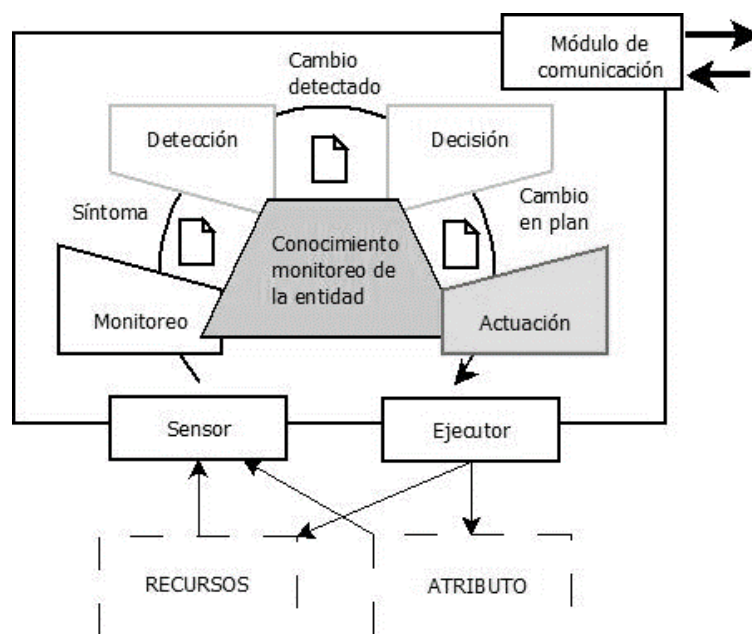 Módulo de
comunicación
Cambio
detectado
Detección
Decisión
Síntoma
Cambio
en plan
Conocimiento
monitoreo de
la entidad
Monitoreo
Actuación
Sensor
Ejecutor
RECURSOS
ATRIBUTO